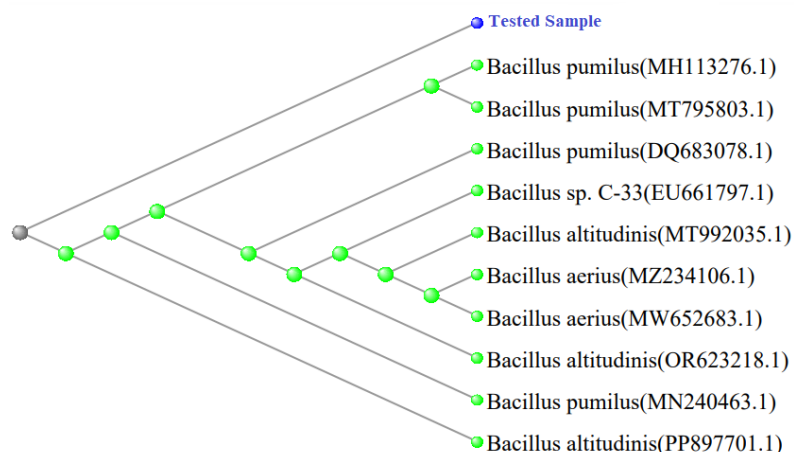 Tested Sample
Bacillus pumilus(MH113276.1)
Bacillus pumilus(MT795803.1)
Bacillus pumilus(DQ683078.1)
Bacillus sp. C-33(EU661797.1)
Bacillus altitudinis(MT992035.1)
Bacillus aerius(MZ234106.1)
Bacillus aerius(MW652683.1)
Bacillus altitudinis(OR623218.1)
Bacillus pumilus(MN240463.1)
Bacillus altitudinis(PP897701.1)